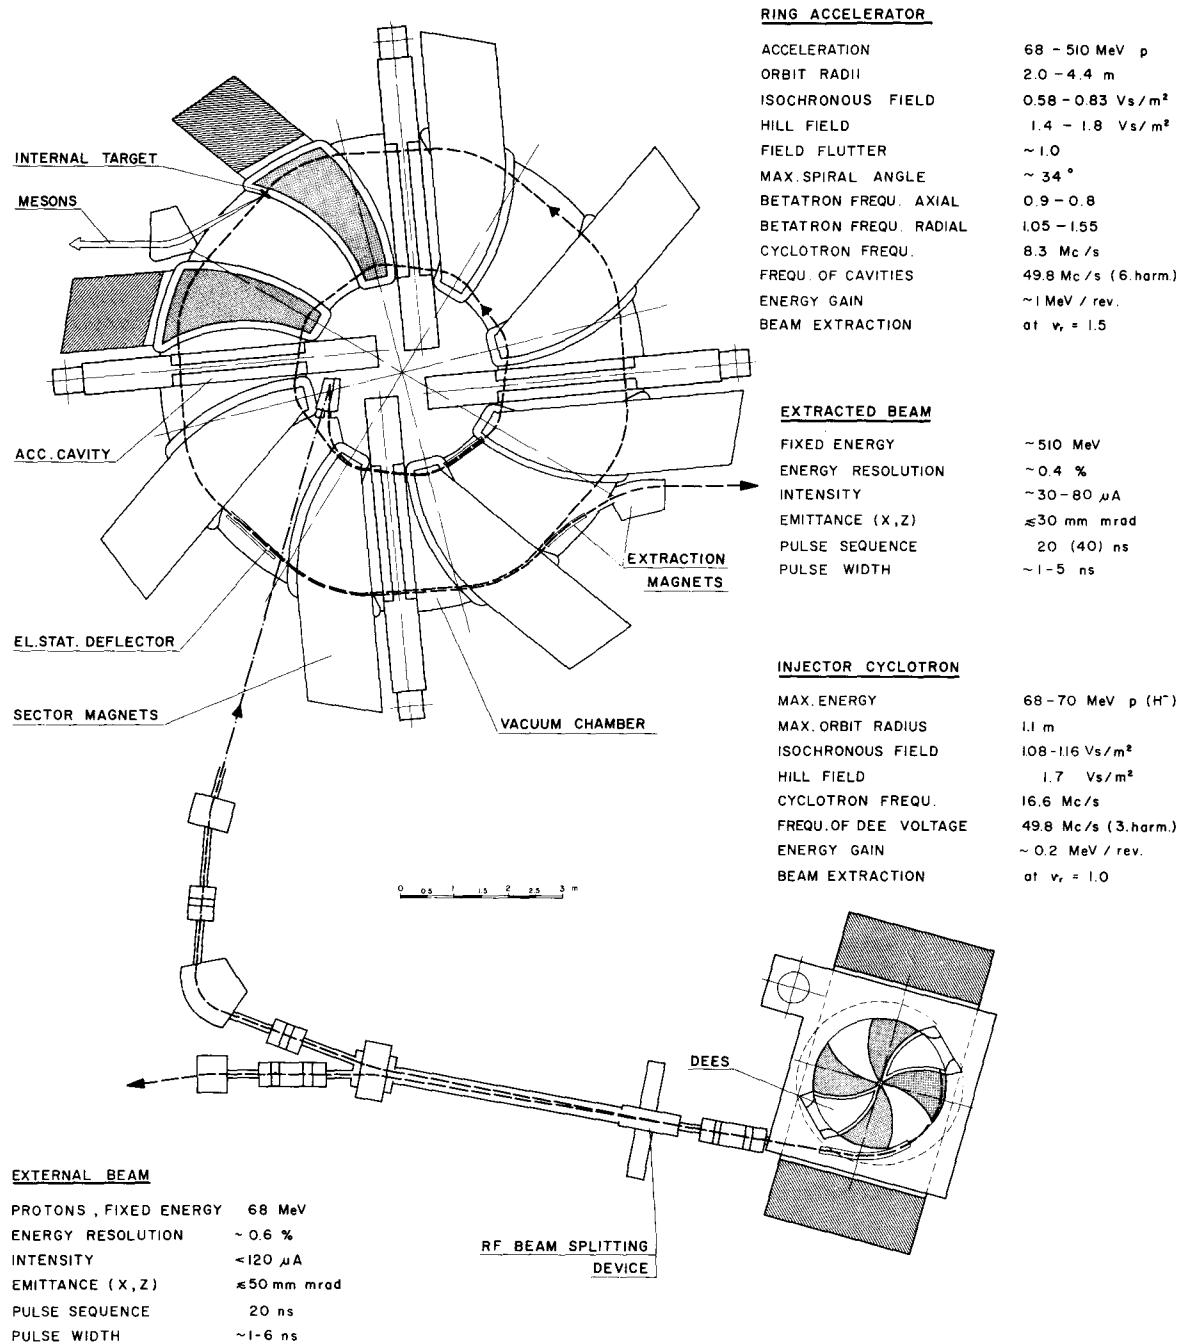 RING ACCELERATOR
ACCELERATION 68 - 510 MeV p
ORBIT RADII 2.0 - 4.4 m
ISOCHRONOUS FIELD 0.58 - 0.83 Vs/m²
HILL FIELD 1.4 - 1.8 Vs/m²
FIELD FLUTTER ~ 1.0
MAX. SPIRAL ANGLE ~ 34°
BETATRON FREQU. AXIAL 0.9 - 0.8
BETATRON FREQU. RADIAL 1.05 - 1.55
CYCLOTRON FREQU. 8.3 Mc/s
FREQU. OF CAVITIES 49.8 Mc/s (6.harm.)
ENERGY GAIN ~1 MeV / rev.
BEAM EXTRACTION at νr = 1.5
INTERNAL TARGET
MESONS
ACC. CAVITY
EL.STAT. DEFLECTOR
SECTOR MAGNETS
VACUUM CHAMBER
EXTRACTION
MAGNETS
EXTRACTED BEAM
FIXED ENERGY ~510 MeV
ENERGY RESOLUTION ~0.4 %
INTENSITY ~30-80 μA
EMITTANCE (X,Z) ≲30 mm mrad
PULSE SEQUENCE 20 (40) ns
PULSE WIDTH ~1-5 ns
INJECTOR CYCLOTRON
MAX. ENERGY 68-70 MeV p (H⁻)
MAX. ORBIT RADIUS 1.1 m
ISOCHRONOUS FIELD 1.08-1.16 Vs/m²
HILL FIELD 1.7 Vs/m²
CYCLOTRON FREQU. 16.6 Mc/s
FREQU. OF DEE VOLTAGE 49.8 Mc/s (3.harm.)
ENERGY GAIN ~ 0.2 MeV / rev.
BEAM EXTRACTION at νr = 1.0
0 0.5 1 1.5 2 2.5 3 m
DEES
RF BEAM SPLITTING
DEVICE
EXTERNAL BEAM
PROTONS, FIXED ENERGY 68 MeV
ENERGY RESOLUTION ~ 0.6 %
INTENSITY <120 μA
EMITTANCE (X,Z) ≲50 mm mrad
PULSE SEQUENCE 20 ns
PULSE WIDTH ~1-6 ns